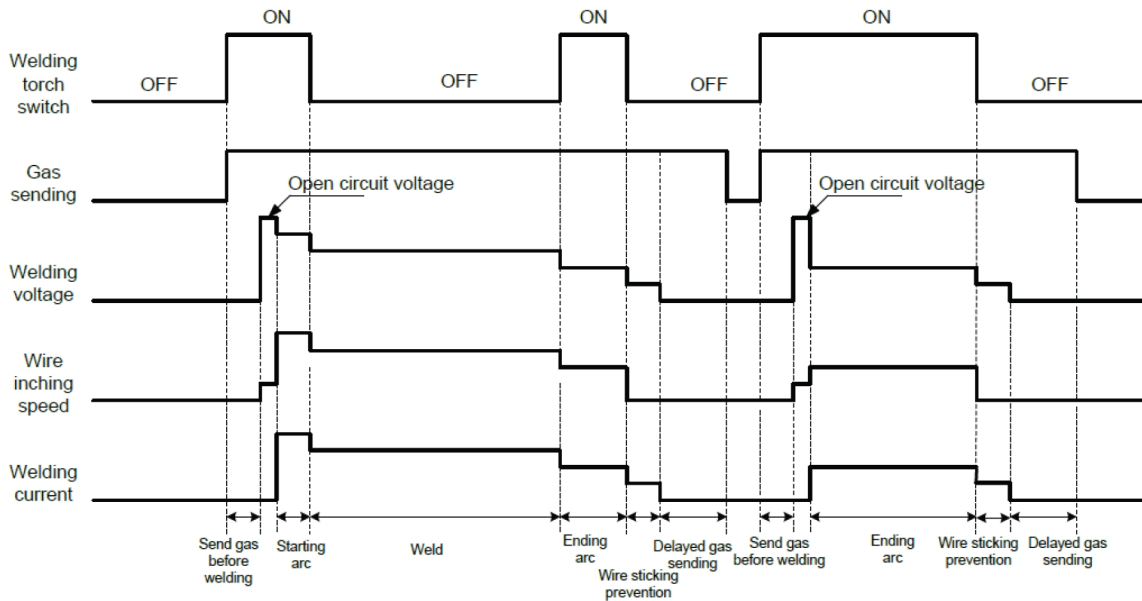 ON
ON
ON
Welding
torch
switch
OFF
OFF
OFF
OFF
Gas
sending
Open circuit voltage
Open circuit voltage
Welding
voltage
Wire
inching
speed
Welding
current
Send gas
before
welding
Starting
arc
Weld
Ending
arc
Wire sticking
prevention
Delayed gas
sending
Send gas
before welding
Ending
arc
Wire sticking
prevention
Delayed gas
sending